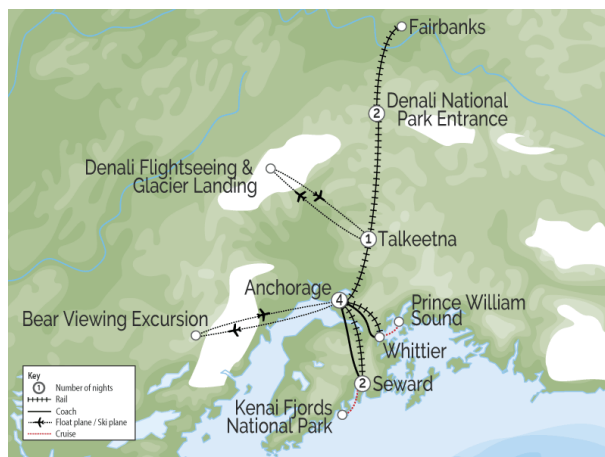 Fairbanks
2
Denali National
Park Entrance
Denali Flightseeing &
Glacier Landing
1
Talkeetna
Anchorage
4
Prince William
Sound
Bear Viewing Excursion
Whittier
2
Seward
Kenai Fjords
National Park
Key
1 Number of nights
Rail
Coach
Float plane / Ski plane
Cruise